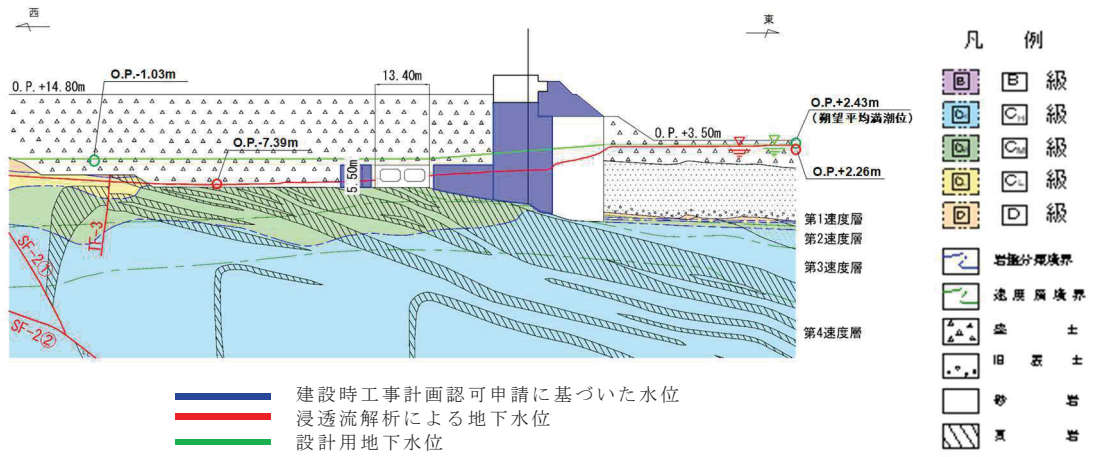 西
東
O.P.-1.03m
13.40m
O.P. +14.80m
O.P.+2.43m
(朔望平均満潮位)
O.P. +3.50m
O.P.-7.39m
5.50m
O.P.+2.26m
TF-3
SF-2①
SF-2②
第1速度層
第2速度層
第3速度層
第4速度層
建設時工事計画認可申請に基づいた水位
浸透流解析による地下水位
設計用地下水位
凡 例
B B 級
CH 級
CM 級
CL 級
D D 級
岩盤分類境界
速度層境界
盛 土
旧 表 土
砂 岩
頁 岩